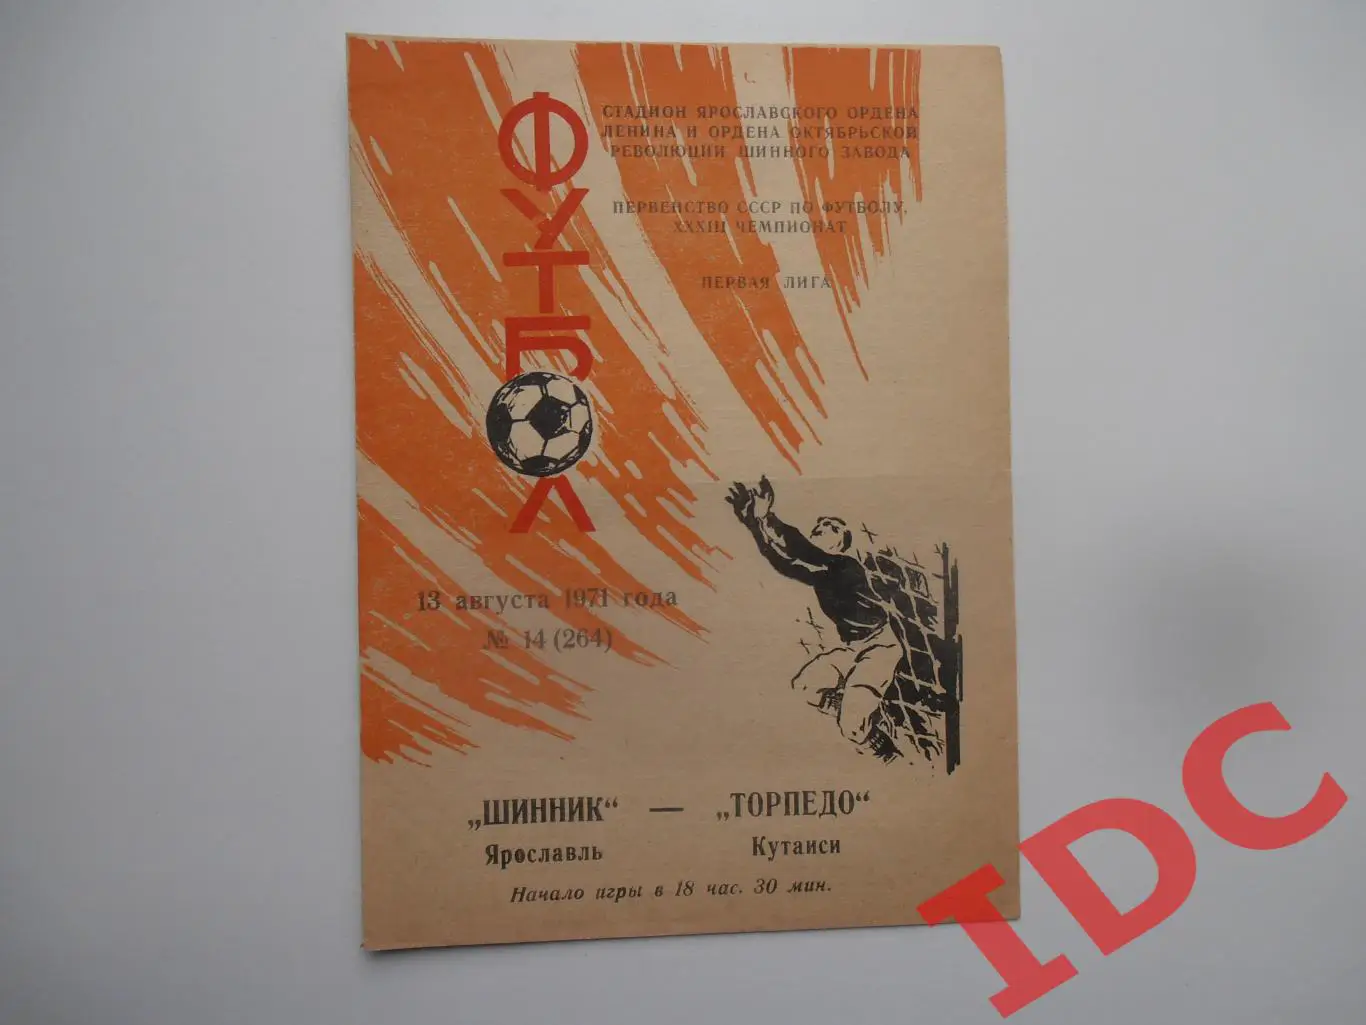 ФУТБОЛ
СТАДИОН ЯРОСЛАВСКОГО ОРДЕНА
ЛЕНИНА И ОРДЕНА ОКТЯБРЬСКОЙ
РЕВОЛЮЦИИ ШИННОГО ЗАВОДА
ПЕРВЕНСТВО СССР ПО ФУТБОЛУ.
XXXIII ЧЕМПИОНАТ
ПЕРВАЯ ЛИГА
13 августа 1971 года
№ 14 (264)
„ШИННИК“ — „ТОРПЕДО“
Ярославль Кутаиси
Начало игры в 18 час. 30 мин.
IDC